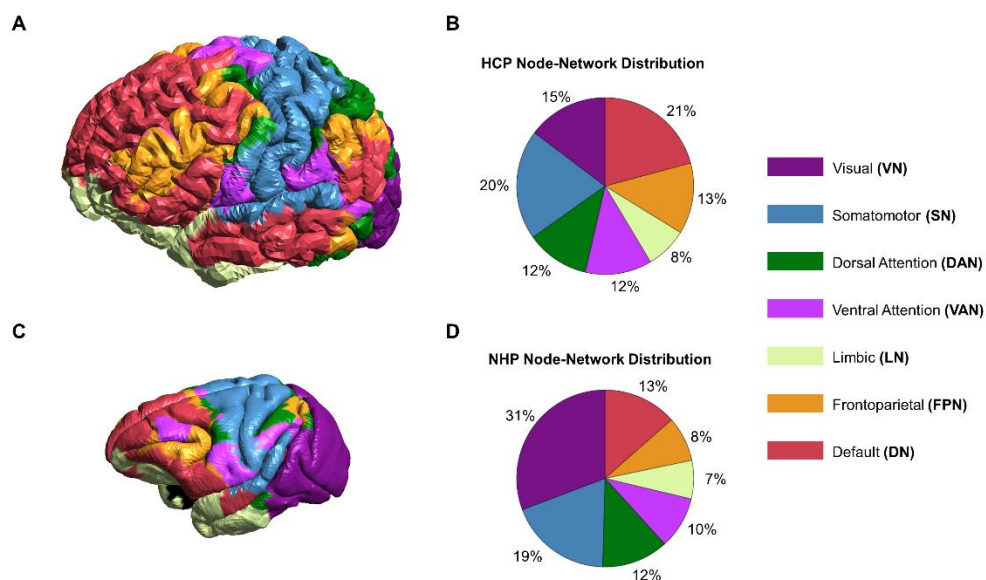 A
B
HCP Node-Network Distribution
15%
21%
20%
13%
8%
12%
12%
C
D
NHP Node-Network Distribution
13%
31%
8%
7%
10%
19%
12%
Visual (VN)
Somatomotor (SN)
Dorsal Attention (DAN)
Ventral Attention (VAN)
Limbic (LN)
Frontoparietal (FPN)
Default (DN)